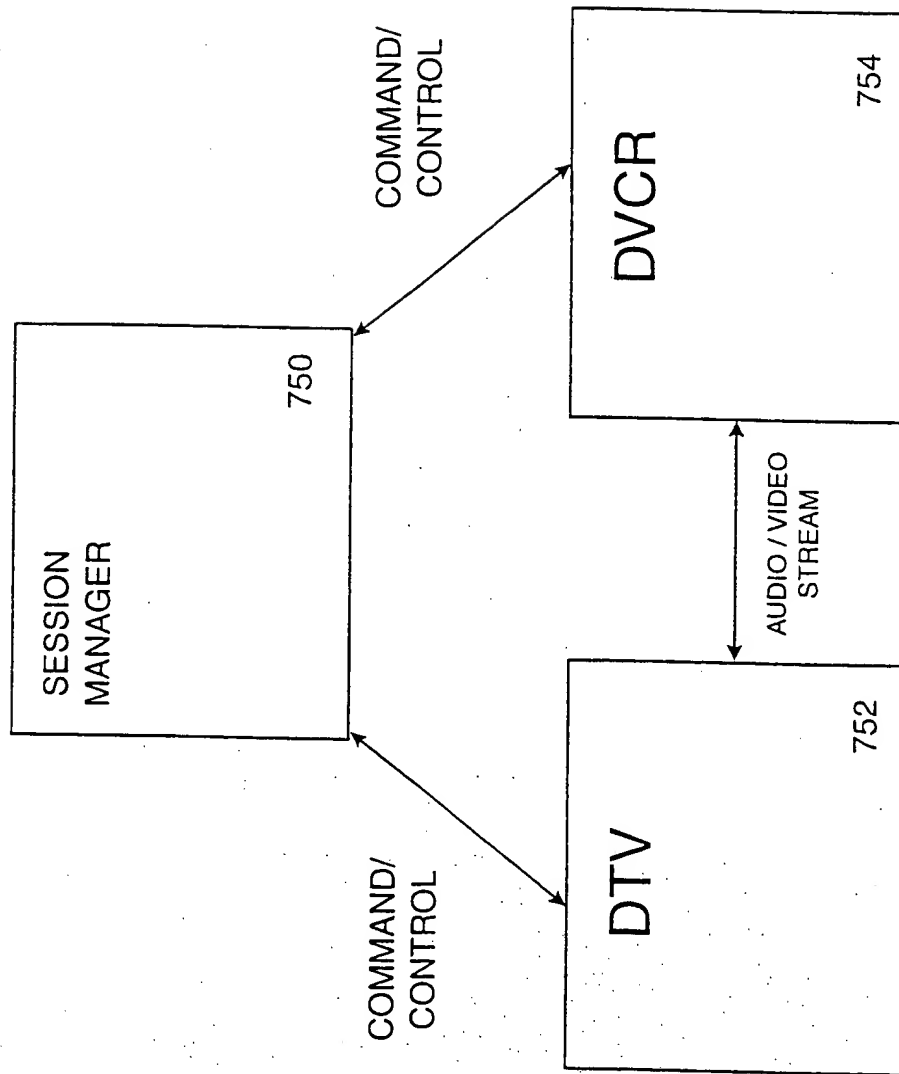 SESSION
MANAGER
750
COMMAND/
CONTROL
COMMAND/
CONTROL
DTV
752
AUDIO / VIDEO
STREAM
DVCR
754